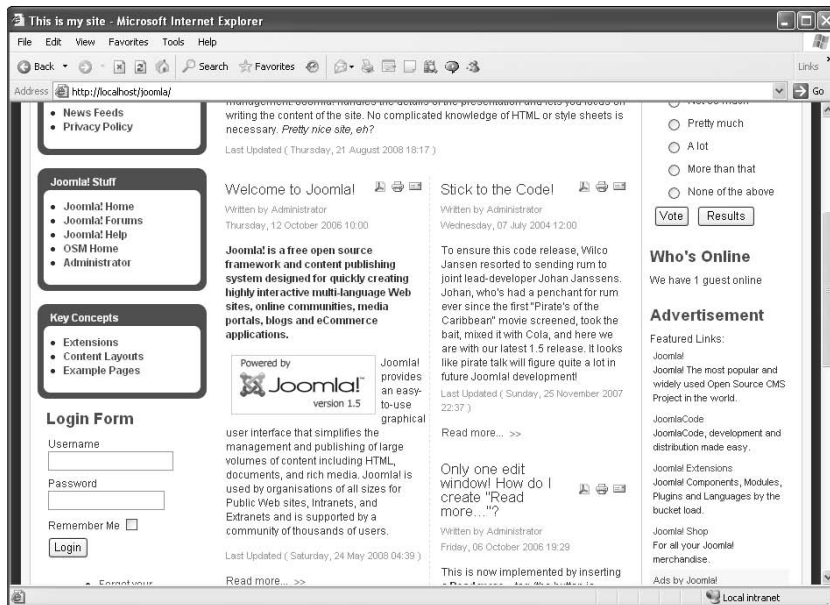 This is my site - Microsoft Internet Explorer
File Edit View Favorites Tools Help
Back Search Favorites Links
Address http://localhost/joomla/ Go
News Feeds
Privacy Policy
Joomla! Stuff
Joomla! Home
Joomla! Forums
Joomla! Help
OSM Home
Administrator
Key Concepts
Extensions
Content Layouts
Example Pages
Login Form
Username
Password
Remember Me
Login
Forgot your
management. Joomla! handles the details of the presentation and lets you focus on
writing the content of the site. No complicated knowledge of HTML or style sheets is
necessary. Pretty nice site, eh?
Last Updated ( Thursday, 21 August 2008 18:17 )
Welcome to Joomla!
Written by Administrator
Thursday, 12 October 2006 10:00
Joomla! is a free open source
framework and content publishing
system designed for quickly creating
highly interactive multi-language Web
sites, online communities, media
portals, blogs and eCommerce
applications.
Powered by
Joomla!™
version 1.5
Joomla!
provides
an easy-
to-use
graphical
user interface that simplifies the
management and publishing of large
volumes of content including HTML,
documents, and rich media. Joomla! is
used by organisations of all sizes for
Public Web sites, Intranets, and
Extranets and is supported by a
community of thousands of users.
Last Updated ( Saturday, 24 May 2008 04:39 )
Read more... >>
Stick to the Code!
Written by Administrator
Wednesday, 07 July 2004 12:00
To ensure this code release, Wilco
Jansen resorted to sending rum to
joint lead-developer Johan Janssens.
Johan, who's had a penchant for rum
ever since the first "Pirate's of the
Caribbean" movie screened, took the
bait, mixed it with Cola, and here we
are with our latest 1.5 release. It looks
like pirate talk will figure quite a lot in
future Joomla! development!
Last Updated ( Sunday, 25 November 2007
22:37 )
Read more... >>
Only one edit
window! How do I
create "Read
more..."?
Written by Administrator
Friday, 06 October 2006 19:29
This is now implemented by inserting
a Read more... tag (the button is
Not so much
Pretty much
A lot
More than that
None of the above
Vote Results
Who's Online
We have 1 guest online
Advertisement
Featured Links:
Joomla!
Joomla! The most popular and
widely used Open Source CMS
Project in the world.
JoomlaCode
JoomlaCode, development and
distribution made easy.
Joomla! Extensions
Joomla! Components, Modules,
Plugins and Languages by the
bucket load.
Joomla! Shop
For all your Joomla!
merchandise.
Ads by Joomla!
Local intranet